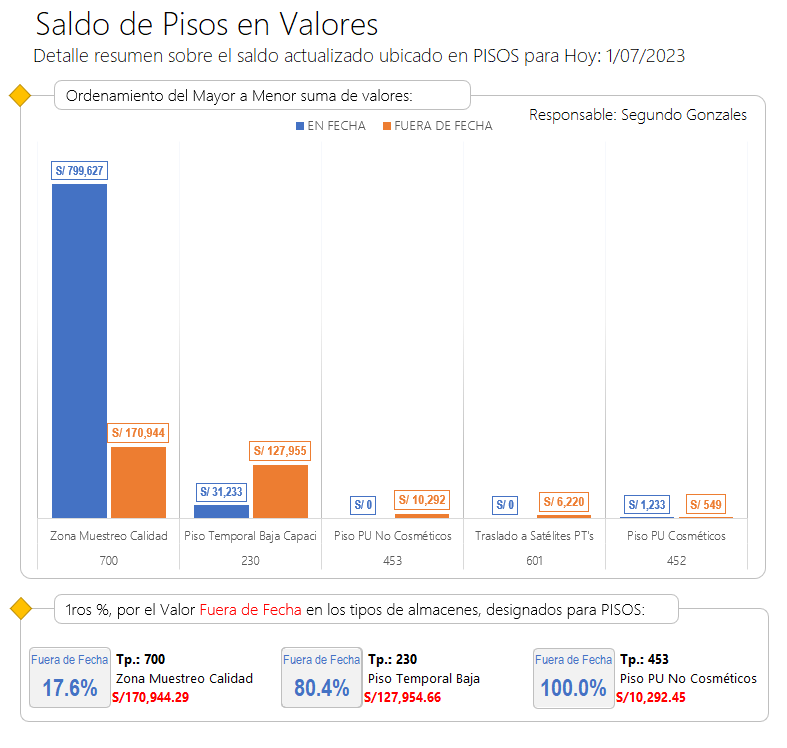 Saldo de Pisos en Valores
Detalle resumen sobre el saldo actualizado ubicado en PISOS para Hoy: 1/07/2023
Ordenamiento del Mayor a Menor suma de valores:
Responsable: Segundo Gonzales
EN FECHA FUERA DE FECHA
S/ 799,627
S/ 170,944
S/ 31,233
S/ 127,955
S/ 0
S/ 10,292
S/ 0
S/ 6,220
S/ 1,233
S/ 549
Zona Muestreo Calidad
Piso Temporal Baja Capaci
Piso PU No Cosméticos
Traslado a Satélites PT's
Piso PU Cosméticos
700
230
453
601
452
1ros %, por el Valor Fuera de Fecha en los tipos de almacenes, designados para PISOS:
Fuera de Fecha
17.6%
Tp.: 700
Zona Muestreo Calidad
S/170,944.29
Fuera de Fecha
80.4%
Tp.: 230
Piso Temporal Baja
S/127,954.66
Fuera de Fecha
100.0%
Tp.: 453
Piso PU No Cosméticos
S/10,292.45